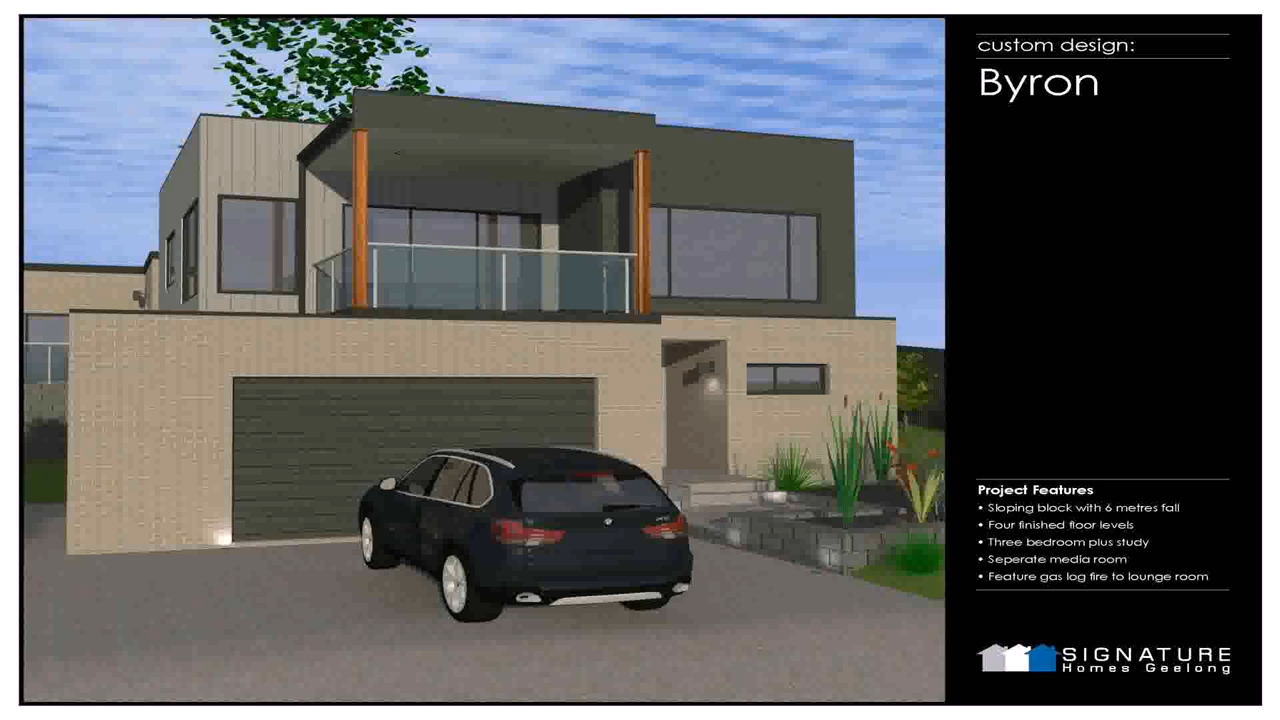 custom design:
Byron
Project Features
• Sloping block with 6 metres fall
• Four finished floor levels
• Three bedroom plus study
• Seperate media room
• Feature gas log fire to lounge room
SIGNATURE
Homes Geelong